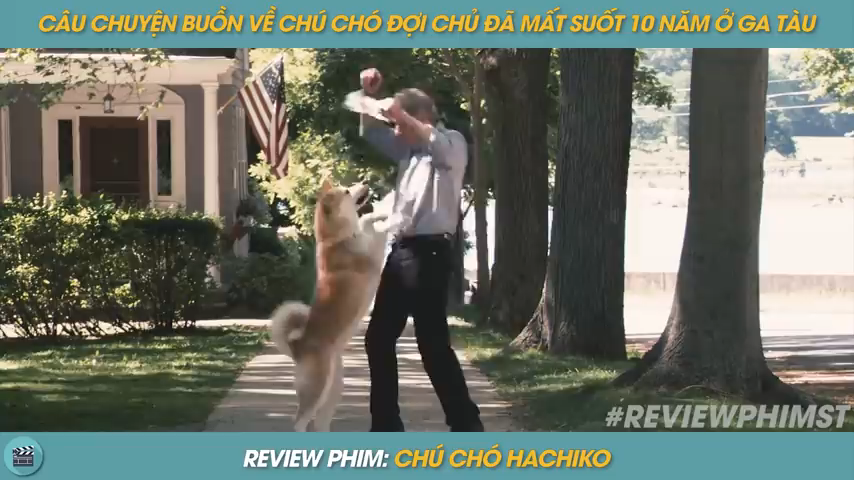 CÂU CHUYỆN BUỒN VỀ CHÚ CHÓ ĐỢI CHỦ ĐÃ MẤT SUỐT 10 NĂM Ở GA TÀU
#REVIEWPHIMST
REVIEW PHIM: CHÚ CHÓ HACHIKO